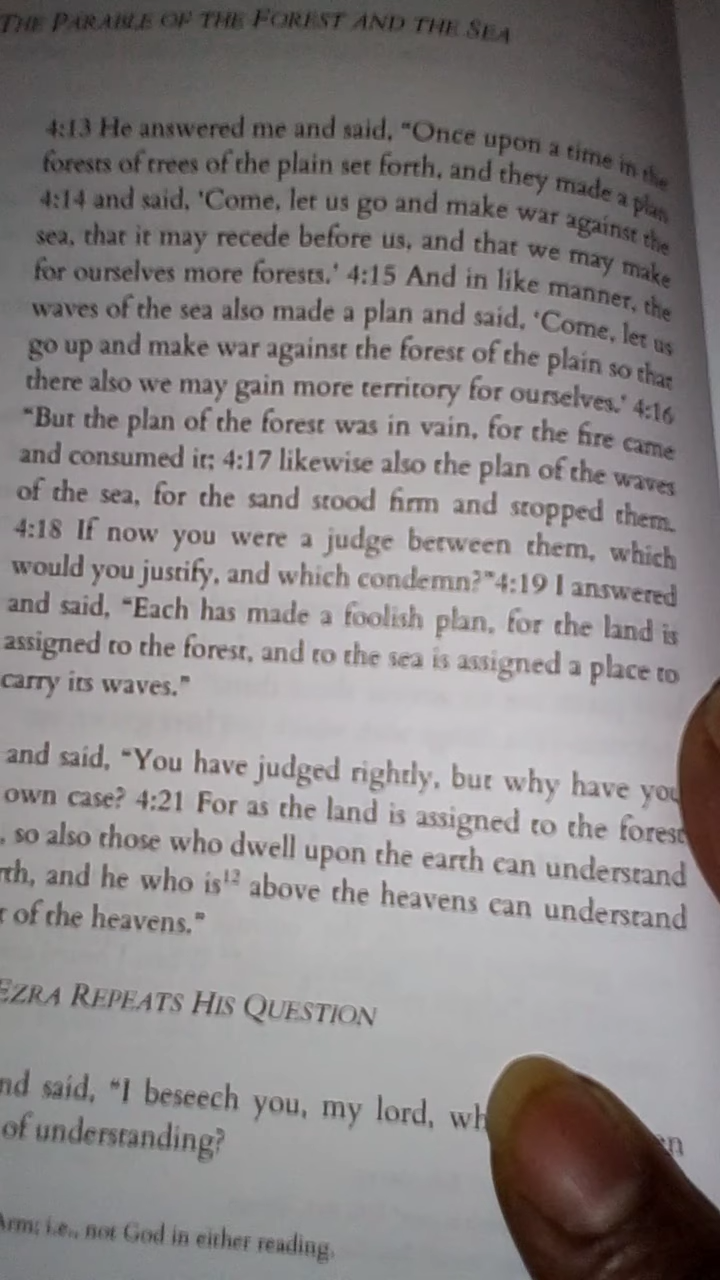 THE PARABLE OF THE FOREST AND THE SEA
4:13 He answered me and said, "Once upon a time in the
forests of trees of the plain set forth, and they made a plan
4:14 and said, 'Come, let us go and make war against the
sea, that it may recede before us, and that we may make
for ourselves more forests.' 4:15 And in like manner, the
waves of the sea also made a plan and said, 'Come, let us
go up and make war against the forest of the plain so that
there also we may gain more territory for ourselves.' 4:16
"But the plan of the forest was in vain, for the fire came
and consumed it; 4:17 likewise also the plan of the waves
of the sea, for the sand stood firm and stopped them.
4:18 If now you were a judge between them, which
would you justify, and which condemn?"4:19 I answered
and said, "Each has made a foolish plan, for the land is
assigned to the forest, and to the sea is assigned a place to
carry its waves."
and said, "You have judged rightly, but why have you
own case? 4:21 For as the land is assigned to the forest
, so also those who dwell upon the earth can understand
rth, and he who is¹² above the heavens can understand
t of the heavens."
EZRA REPEATS HIS QUESTION
nd said, "I beseech you, my lord, wh
of understanding?
Arm; i.e., not God in either reading.